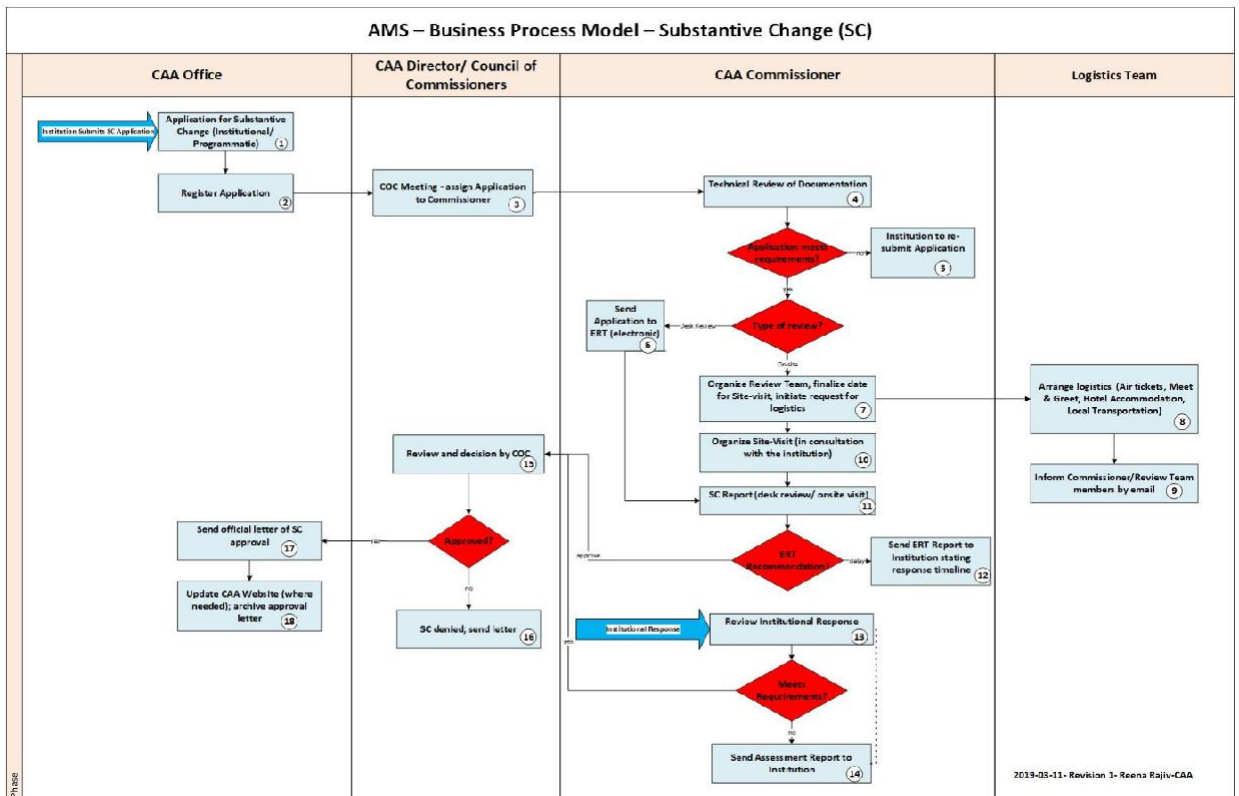 AMS – Business Process Model – Substantive Change (SC)
CAA Office
CAA Director/ Council of
Commissioners
CAA Commissioner
Logistics Team
Institution Submits SC Application
Application for Substantive
Change (Institutional/
Programmatic)
1
Register Application
2
COC Meeting - assign Application
to Commissioner
3
Technical Review of Documentation
4
Application meets
requirements?
no
Institution to re-
submit Application
5
yes
Send
Application to
ERT (electronic)
6
Desk Review
Type of review?
Onsite
Organize Review Team, finalize date
for Site-visit, initiate request for
logistics
7
Arrange logistics (Air tickets, Meet
& Greet, Hotel Accommodation,
Local Transportation)
8
Inform Commissioner/Review Team
members by email
9
Organize Site-Visit (in consultation
with the institution)
10
SC Report (desk review/ onsite visit)
11
ERT
Recommendation?
approve
delay
Send ERT Report to
Institution stating
response timeline
12
Institutional Response
Review Institutional Response
13
Meets
Requirements?
yes
no
Send Assessment Report to
Institution
14
Review and decision by COC
15
Approved?
yes
no
SC denied; send letter
16
Send official letter of SC
approval
17
Update CAA Website (where
needed); archive approval
letter
18
Phase
2019-03-11- Revision 1- Reena Rajiv-CAA